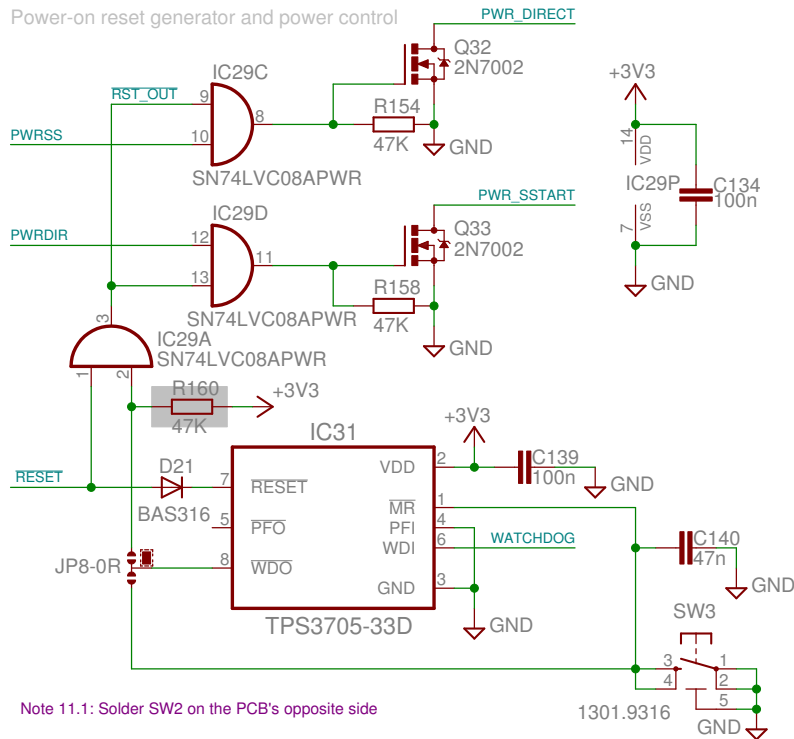 Power-on reset generator and power control
PWR_DIRECT
Q32
2N7002
IC29C
RST_OUT
9
8
10
PWRSS
R154
47K
GND
SN74LVC08APWR
+3V3
14
VDD
IC29P
C134
100n
7
VSS
GND
PWR_SSTART
IC29D
Q33
2N7002
PWRDIR
12
11
13
R158
47K
SN74LVC08APWR
GND
3
IC29A
SN74LVC08APWR
1
2
R160
47K
+3V3
+3V3
IC31
D21
BAS316
RESET
7
RESET
5
PFO
8
WDO
JP8-0R
VDD
2
C139
100n
GND
MR
1
PFI
4
WDI
6
WATCHDOG
GND
3
GND
TPS3705-33D
C140
47n
GND
SW3
3
1
4
2
5
1301.9316
GND
Note 11.1: Solder SW2 on the PCB's opposite side